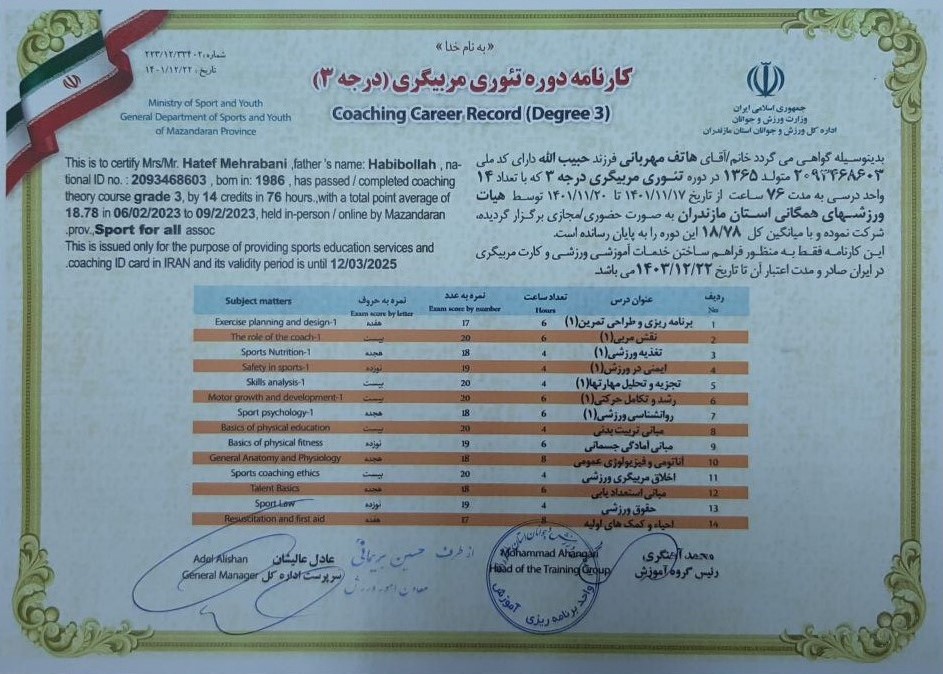 « به نام خدا »
شماره: ۲۲۳/۱۲/۳۳۴۰۲
تاریخ: ۱۴۰۱/۱۲/۲۲
کارنامه دوره تئوری مربیگری (درجه ۳)
Coaching Career Record (Degree 3)
Ministry of Sport and Youth
General Department of Sports and Youth
of Mazandaran Province
جمهوری اسلامی ایران
وزارت ورزش و جوانان
اداره کل ورزش و جوانان استان مازندران
This is to certify Mrs/Mr. Hatef Mehrabani ,father 's name: Habibollah , na-
tional ID no. : 2093468603 , born in: 1986 , has passed / completed coaching
theory course grade 3, by 14 credits in 76 hours.,with a total point average of
18.78 in 06/02/2023 to 09/2/2023, held in-person / online by Mazandaran
.prov.,Sport for all assoc
This is issued only for the purpose of providing sports education services and
.coaching ID card in IRAN and its validity period is until 12/03/2025
بدینوسیله گواهی می گردد خانم/آقای هاتف مهربانی فرزند حبیب الله دارای کد ملی
۲۰۹۳۴۶۸۶۰۳ متولد ۱۳۶۵ در دوره تئوری مربیگری درجه ۳ که با تعداد ۱۴
واحد درسی به مدت ۷۶ ساعت از تاریخ ۱۴۰۱/۱۱/۱۷ تا ۱۴۰۱/۱۱/۲۰ توسط هیات
ورزشهای همگانی استان مازندران به صورت حضوری/مجازی برگزار گردیده،
شرکت نموده و با میانگین کل ۱۸/۷۸ این دوره را به پایان رسانده است.
این کارنامه فقط به منظور فراهم ساختن خدمات آموزشی ورزشی و کارت مربیگری
در ایران صادر و مدت اعتبار آن تا تاریخ ۱۴۰۳/۱۲/۲۲ می باشد.
Subject matters نمره به حروف نمره به عدد تعداد ساعت عنوان درس ردیف
Exam score by letter Exam score by number Hours No
Exercise planning and design-1 هفده 17 6 برنامه ریزی و طراحی تمرین(۱) 1
The role of the coach-1 بیست 20 6 نقش مربی(۱) 2
Sports Nutrition-1 هجده 18 4 تغذیه ورزشی(۱) 3
Safety in sports-1 نوزده 19 4 ایمنی در ورزش(۱) 4
Skills analysis-1 بیست 20 4 تجزیه و تحلیل مهارتها(۱) 5
Motor growth and development-1 بیست 20 6 رشد و تکامل حرکتی(۱) 6
Sport psychology-1 هجده 18 6 روانشناسی ورزشی(۱) 7
Basics of physical education بیست 20 4 مبانی تربیت بدنی 8
Basics of physical fitness نوزده 19 6 مبانی آمادگی جسمانی 9
General Anatomy and Physiology هجده 18 8 آناتومی و فیزیولوژی عمومی 10
Sports coaching ethics بیست 20 4 اخلاق مربیگری ورزشی 11
Talent Basics هجده 18 6 مبانی استعداد یابی 12
Sport Law نوزده 19 4 حقوق ورزشی 13
Resuscitation and first aid هفده 17 8 احیاء و کمک های اولیه 14
Adel Alishan عادل عالیشان
General Manager سرپرست اداره کل
از طرف حسین نریمانی
معاون امور ورزش
Mohammad Ahangari محمد آهنگری
Head of the Training Group رئیس گروه آموزش
واحد برنامه ریزی آموزش